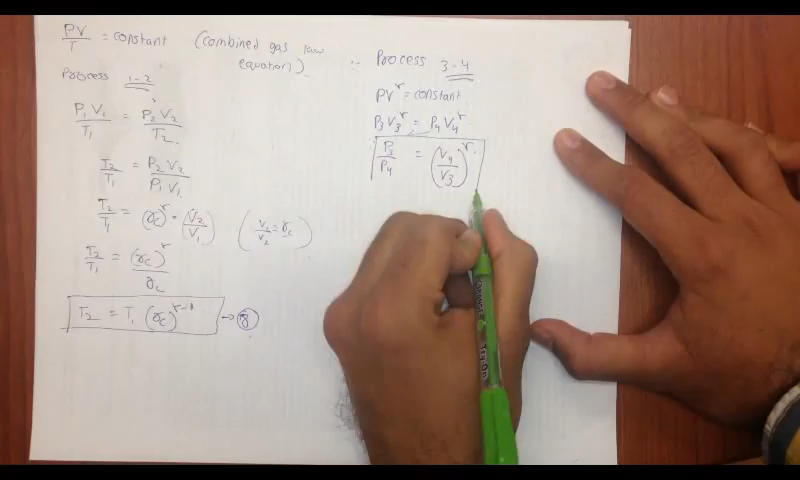 PV/T = constant (combined gas law
equation)
Process 1-2
P₁V₁/T₁ = P₂V₂/T₂
T₂/T₁ = P₂V₂/P₁V₁
T₂/T₁ = (rc)^r × (V₂/V₁) (V₁/V₂ = rc)
T₂/T₁ = (rc)^r/rc
T₂ = T₁ (rc)^r-1 →
∴ Process 3-4
PV^r = constant
P₃V₃^r = P₄V₄^r
P₃/P₄ = (V₄/V₃)^r